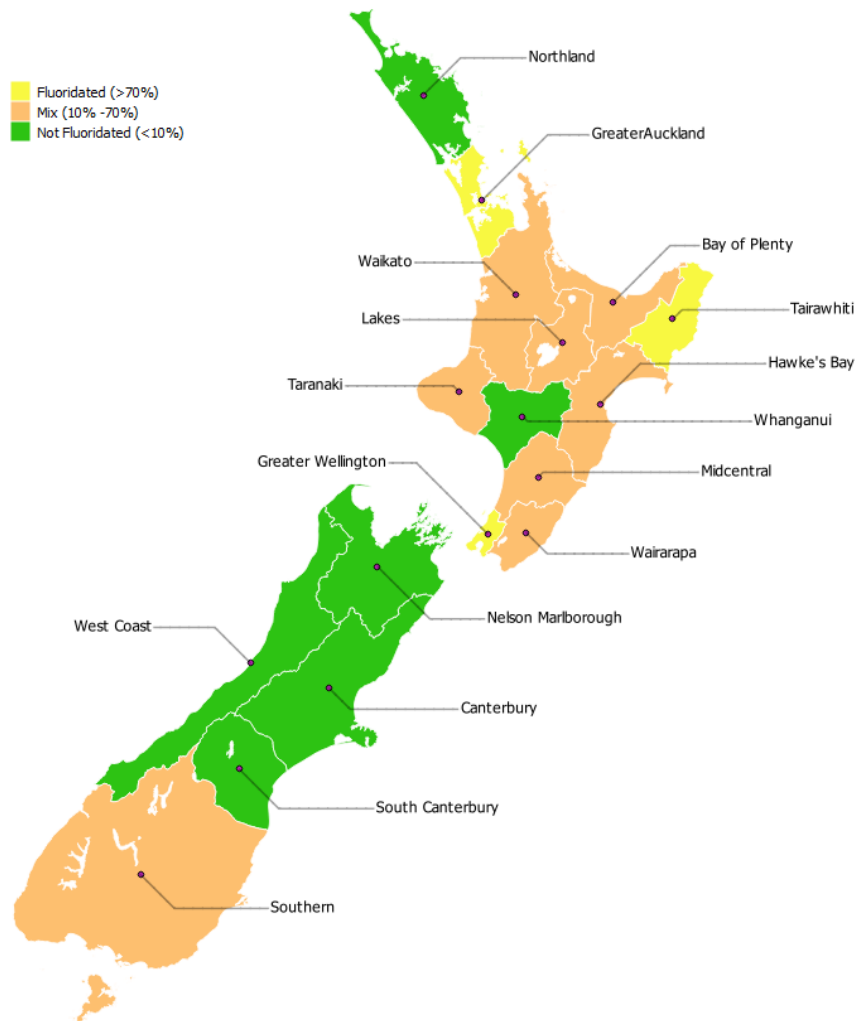 Northland
Fluoridated (>70%)
Mix (10% -70%)
Not Fluoridated (<10%)
GreaterAuckland
Bay of Plenty
Waikato
Tairawhiti
Lakes
Hawke's Bay
Taranaki
Whanganui
Greater Wellington
Midcentral
Wairarapa
Nelson Marlborough
West Coast
Canterbury
South Canterbury
Southern